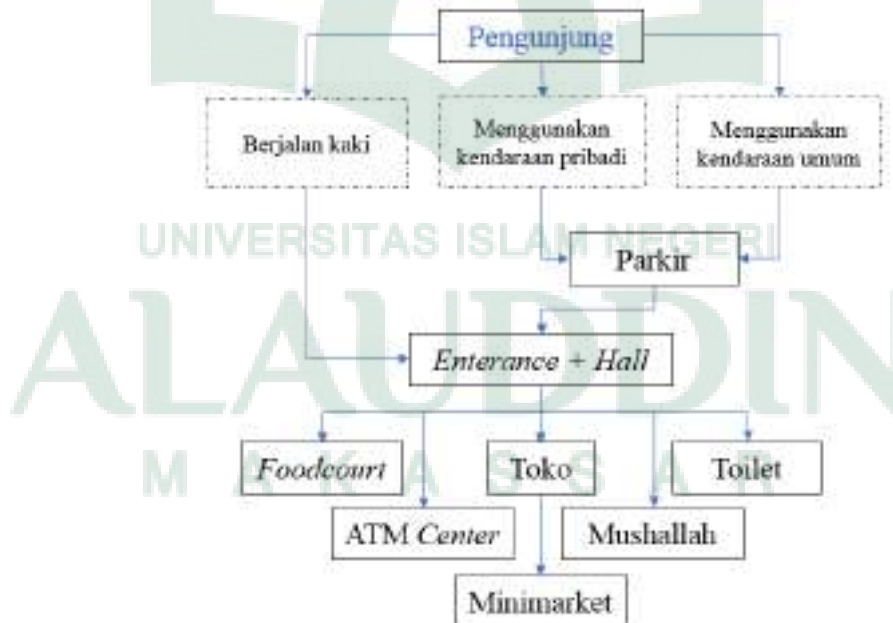 Pengunjung
Berjalan kaki
Menggunakan
kendaraan pribadi
Menggunakan
kendaraan umum
UNIVERSITAS ISLAM NEGERI
Parkir
ALAUDDIN
Enterance + Hall
Foodcourt
Toko
Toilet
MAKASSAR
ATM Center
Mushallah
Minimarket